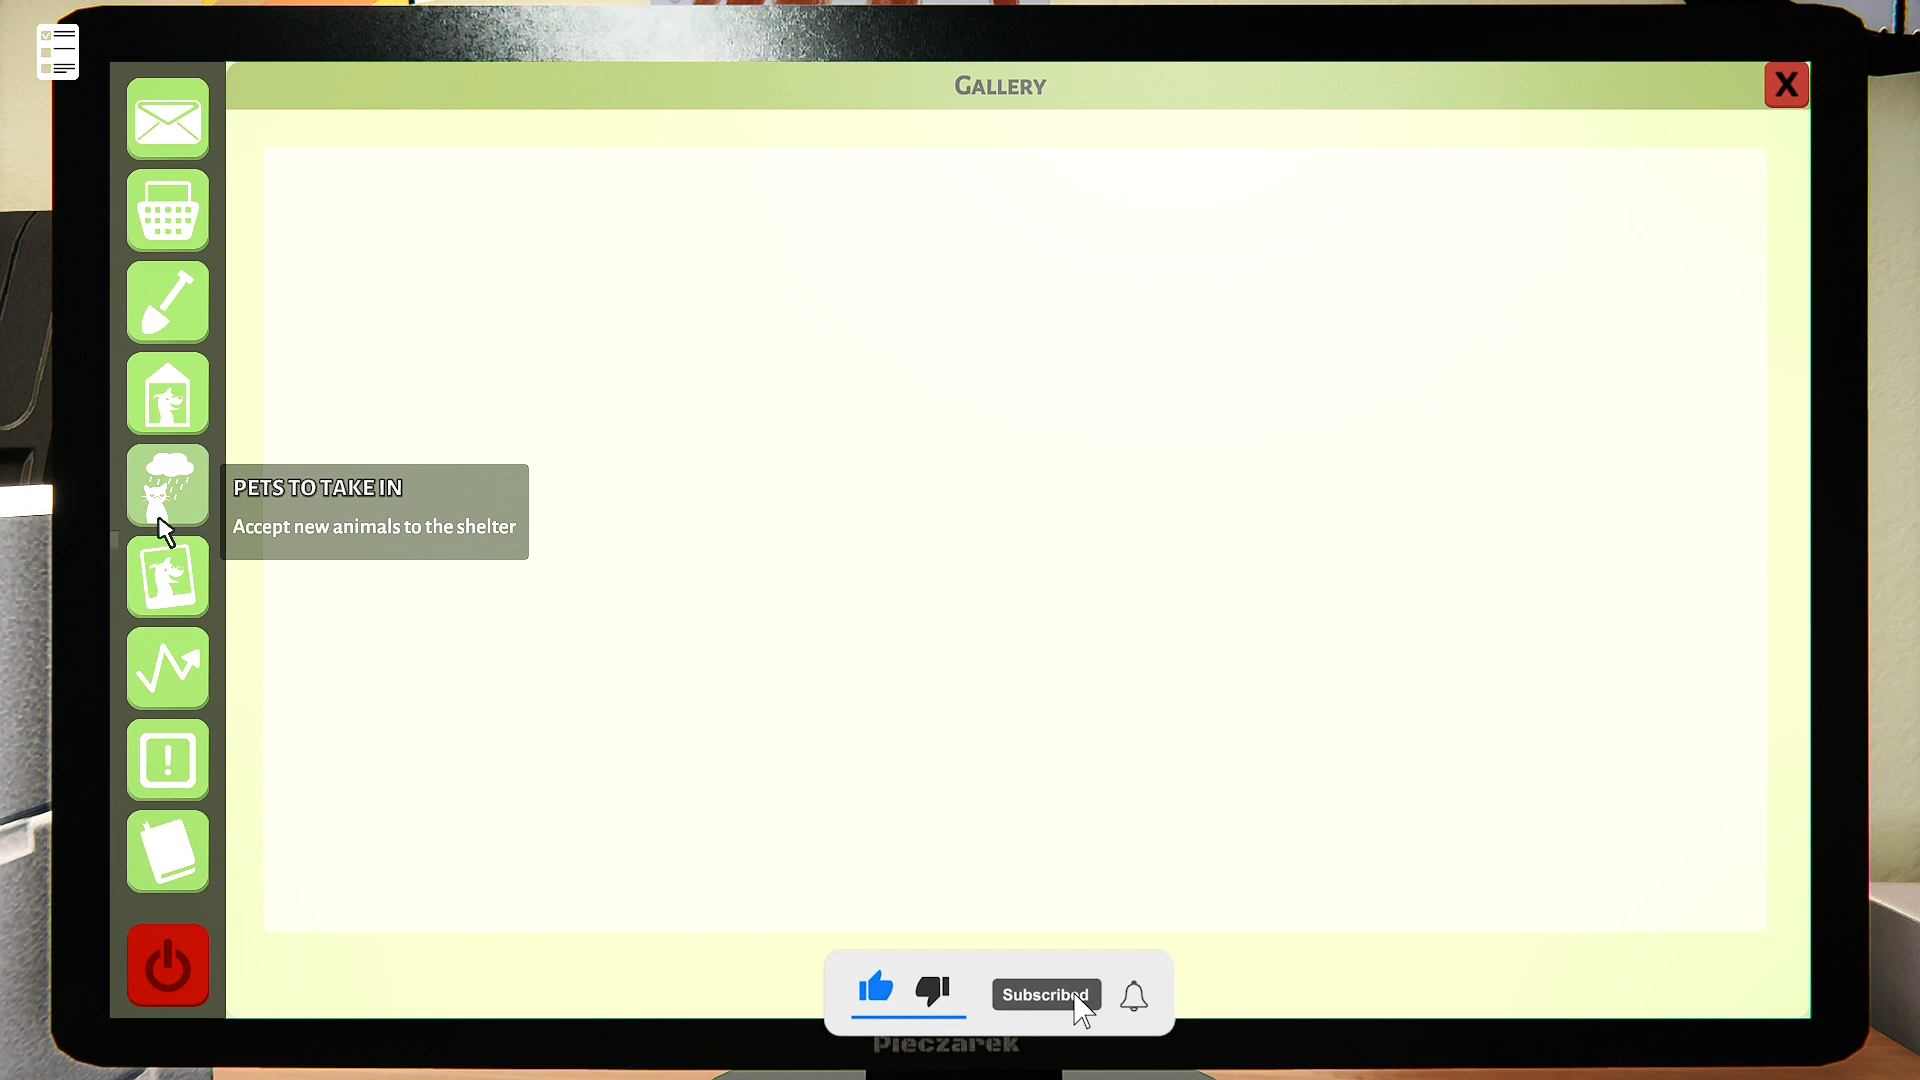 GALLERY
X
PETS TO TAKE IN
Accept new animals to the shelter
Subscribed
Pieczarek